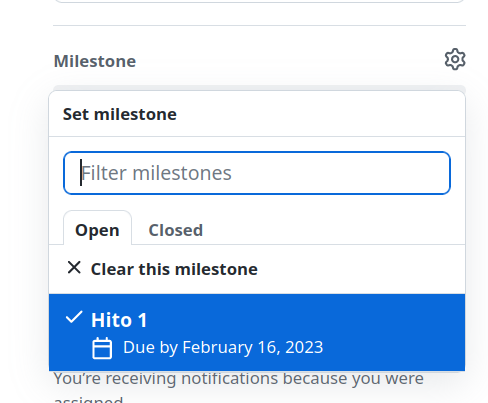 Milestone
Set milestone
Filter milestones
Open Closed
Clear this milestone
Hito 1
Due by February 16, 2023
You're receiving notifications because you were
assigned.